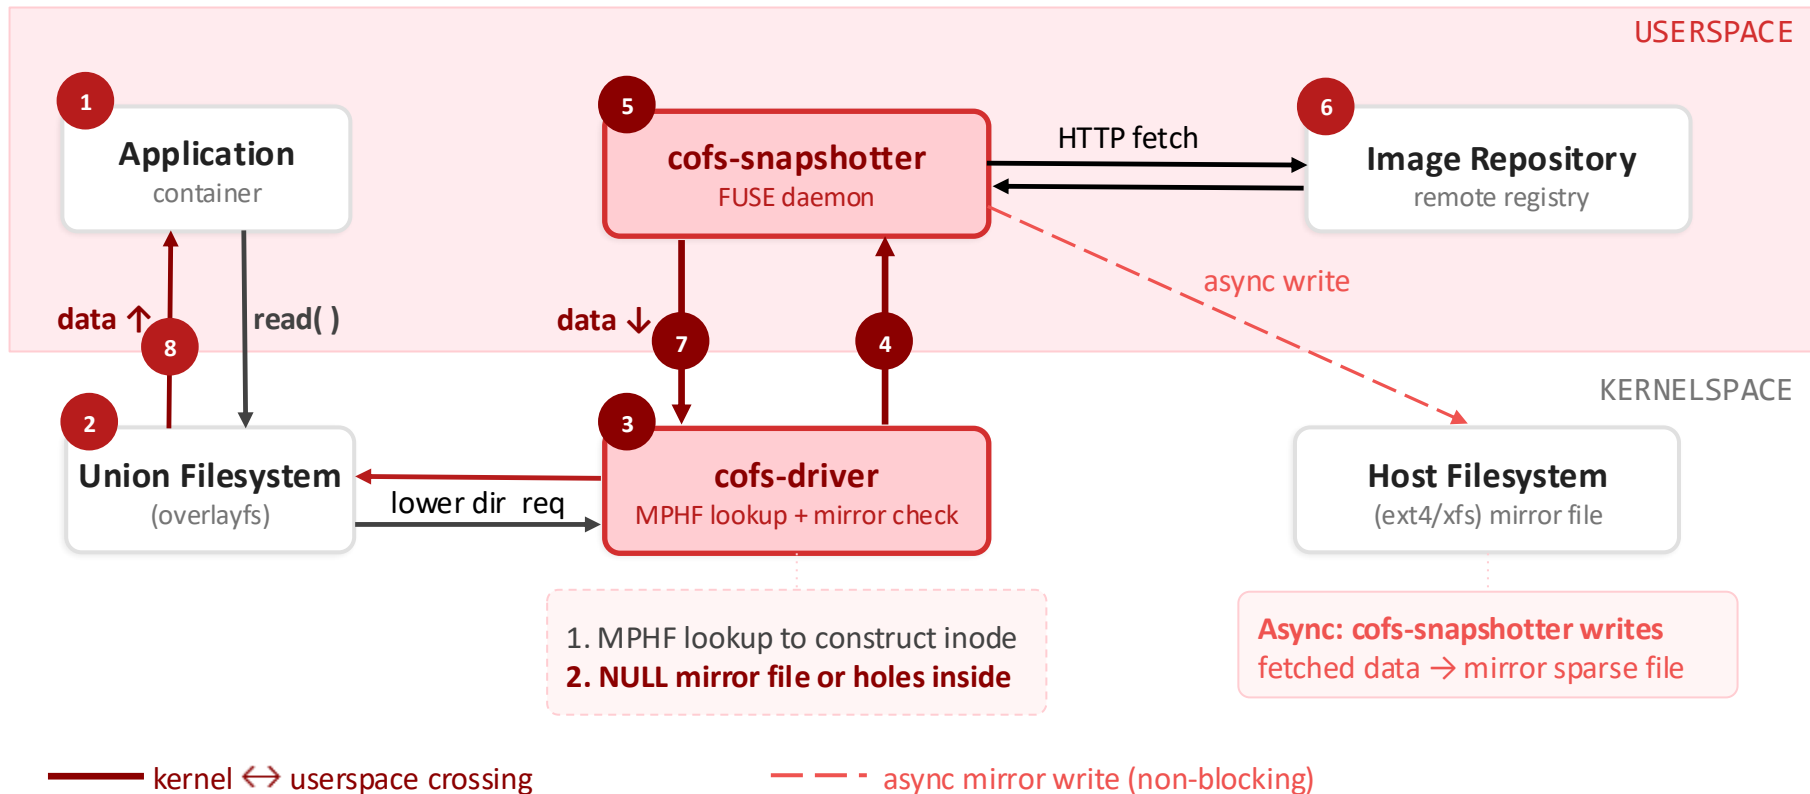 USERSPACE
1
Application
container
5
cofs-snapshotter
FUSE daemon
HTTP fetch
6
Image Repository
remote registry
data ↑
8
read( )
data ↓
7
4
async write
KERNELSPACE
2
Union Filesystem
(overlayfs)
lower dir req
3
cofs-driver
MPHF lookup + mirror check
Host Filesystem
(ext4/xfs) mirror file
1. MPHF lookup to construct inode
2. NULL mirror file or holes inside
Async: cofs-snapshotter writes
fetched data → mirror sparse file
kernel ↔ userspace crossing
async mirror write (non-blocking)